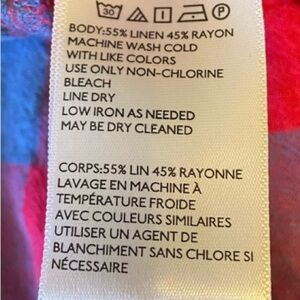 30 P
BODY:55% LINEN 45% RAYON
MACHINE WASH COLD
WITH LIKE COLORS
USE ONLY NON-CHLORINE
BLEACH
LINE DRY
LOW IRON AS NEEDED
MAY BE DRY CLEANED
CORPS:55% LIN 45% RAYONNE
LAVAGE EN MACHINE À
TEMPÉRATURE FROIDE
AVEC COULEURS SIMILAIRES
UTILISER UN AGENT DE
BLANCHIMENT SANS CHLORE SI
NÉCESSAIRE